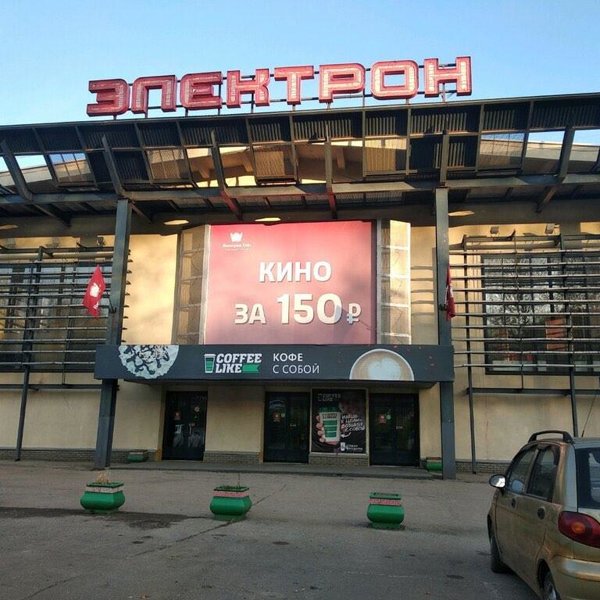 ЭЛЕКТРОН
КИНО
ЗА 150₽
COFFEE
LIKE
КОФЕ
С СОБОЙ